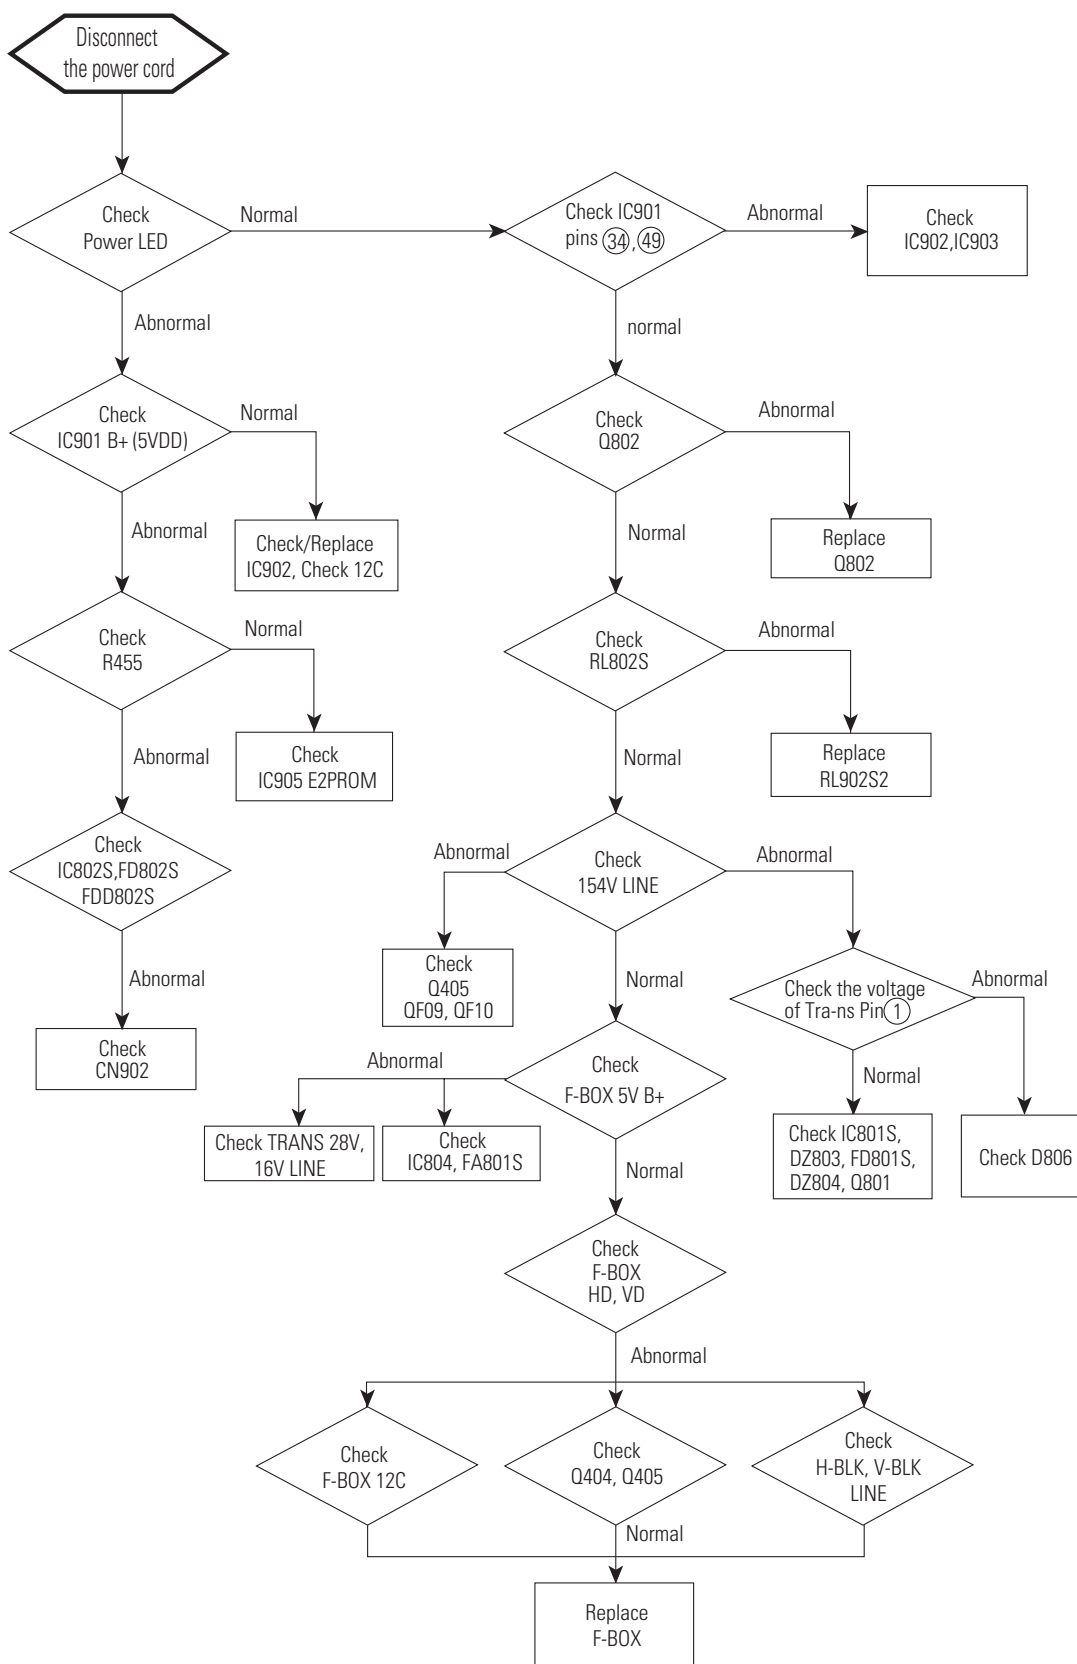 Disconnect
the power cord
Check
Power LED
Normal
Check IC901
pins 34, 49
Abnormal
Check
IC902,IC903
Abnormal
normal
Check
IC901 B+ (5VDD)
Normal
Check
Q802
Abnormal
Abnormal
Check/Replace
IC902, Check 12C
Normal
Replace
Q802
Check
R455
Normal
Check
RL802S
Abnormal
Abnormal
Check
IC905 E2PROM
Normal
Replace
RL902S2
Check
IC802S,FD802S
FDD802S
Abnormal
Check
154V LINE
Abnormal
Abnormal
Check
Q405
QF09, QF10
Normal
Check the voltage
of Tra-ns Pin 1
Abnormal
Check
CN902
Abnormal
Check
F-BOX 5V B+
Normal
Check TRANS 28V,
16V LINE
Check
IC804, FA801S
Normal
Check IC801S,
DZ803, FD801S,
DZ804, Q801
Check D806
Check
F-BOX
HD, VD
Abnormal
Check
F-BOX 12C
Check
Q404, Q405
Check
H-BLK, V-BLK
LINE
Normal
Replace
F-BOX